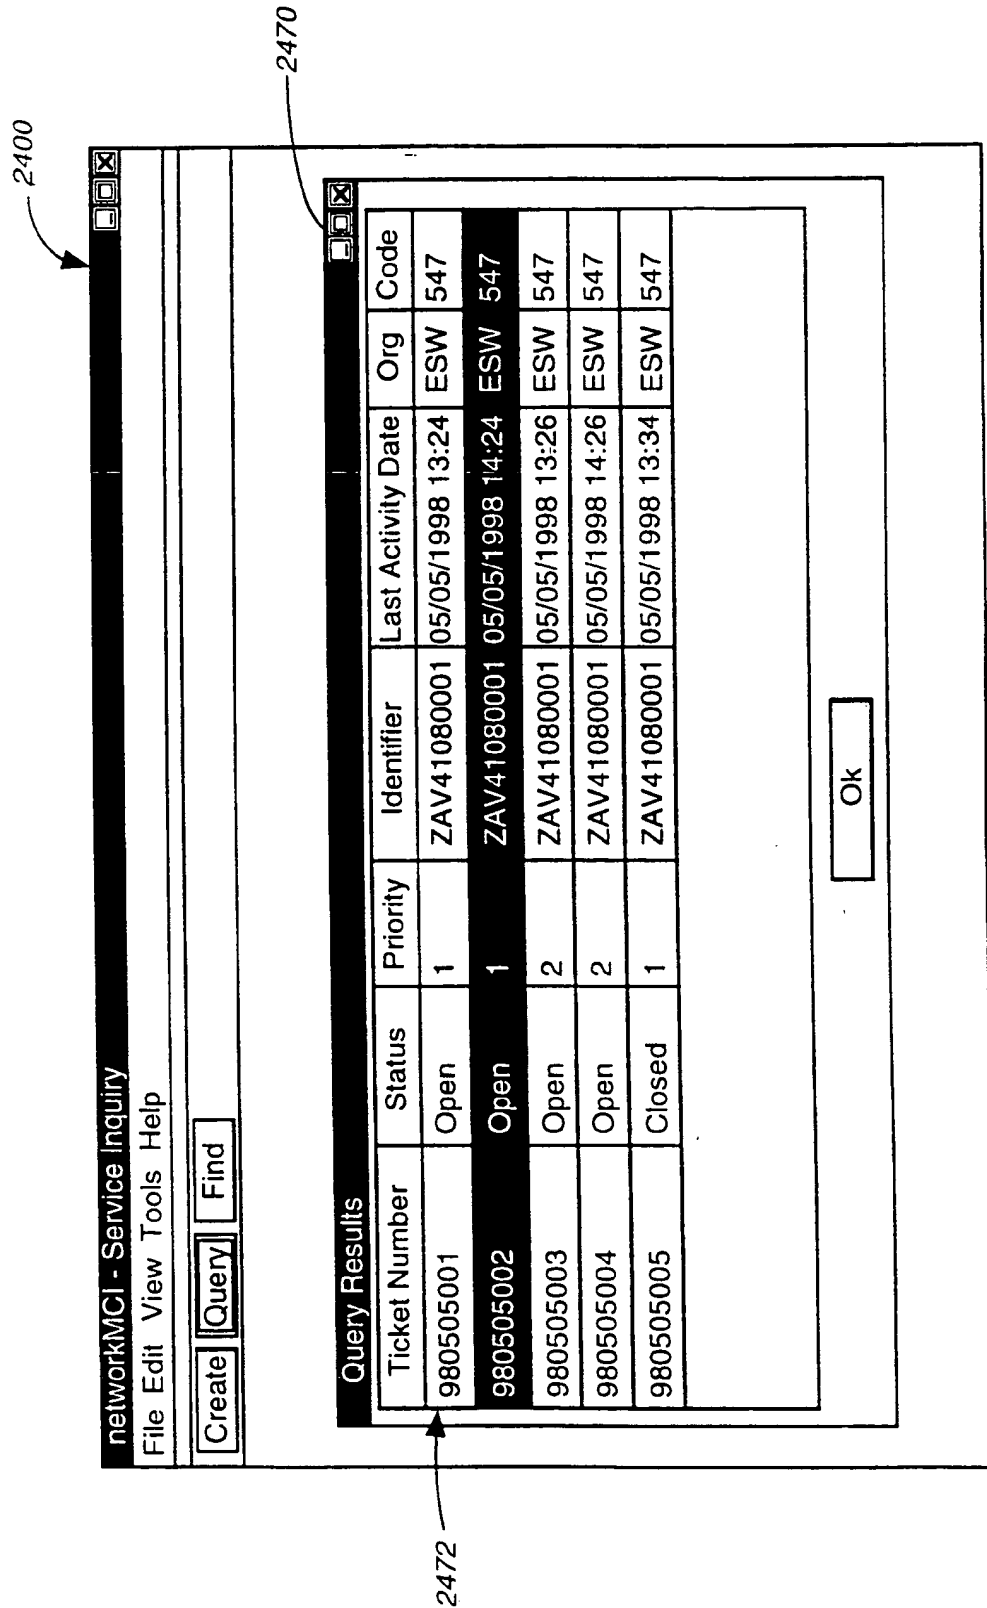 2400
networkMCI - Service Inquiry
File Edit View Tools Help
Create Query Find
2470
Query Results
Ticket Number Status Priority Identifier Last Activity Date Org Code
980505001 Open 1 ZAV41080001 05/05/1998 13:24 ESW 547
980505002 Open 1 ZAV41080001 05/05/1998 14:24 ESW 547
980505003 Open 2 ZAV41080001 05/05/1998 13:26 ESW 547
980505004 Open 2 ZAV41080001 05/05/1998 14:26 ESW 547
980505005 Closed 1 ZAV41080001 05/05/1998 13:34 ESW 547
2472
Ok